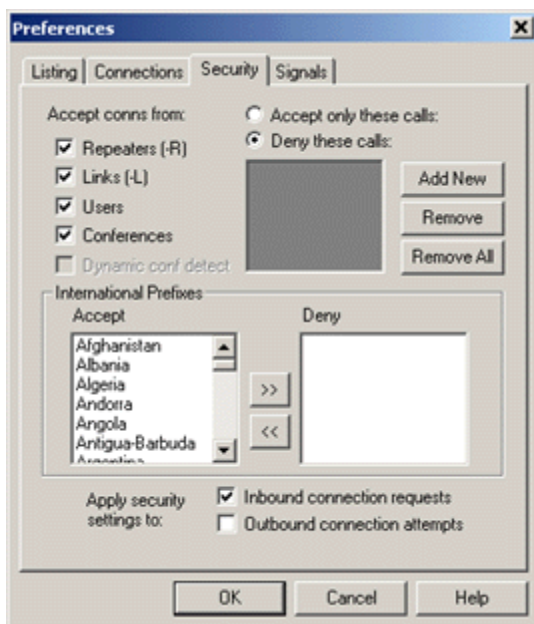 Preferences
Listing Connections Security Signals
Accept conns from:
Accept only these calls:
Deny these calls:
Repeaters (-R)
Links (-L)
Users
Conferences
Dynamic conf detect
Add New
Remove
Remove All
International Prefixes
Accept
Deny
Afghanistan
Albania
Algeria
Andorra
Angola
Antigua-Barbuda
Argentina
>>
<<
Apply security
settings to:
Inbound connection requests
Outbound connection attempts
OK Cancel Help